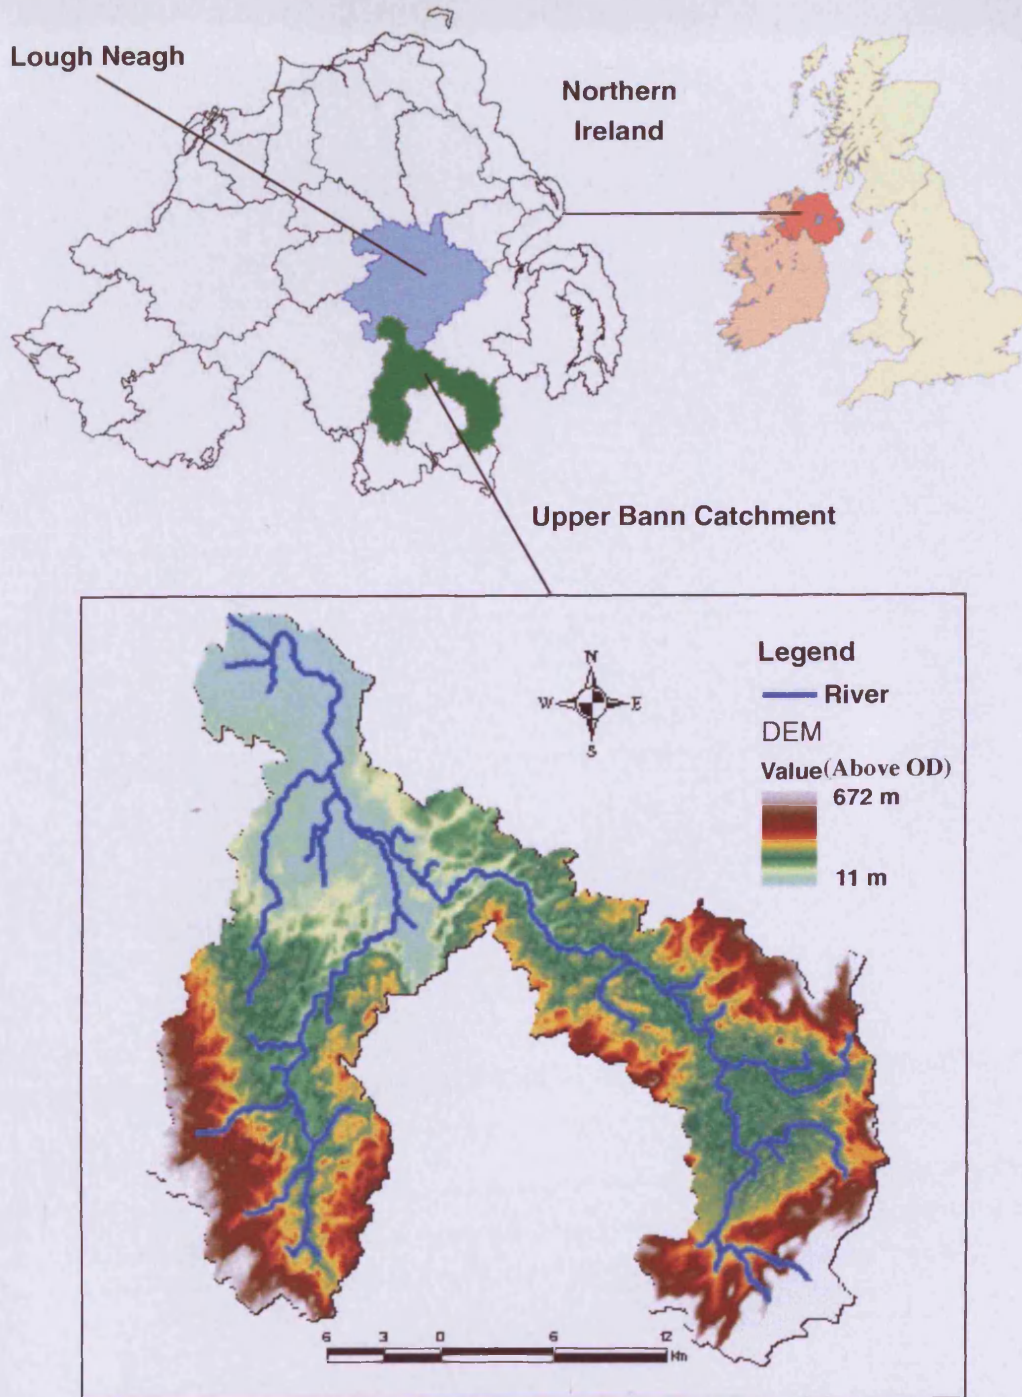 Lough Neagh
Northern
Ireland
Upper Bann Catchment
N
W
E
S
Legend
River
DEM
Value(Above OD)
672 m
11 m
6 3 0 6 12
Km